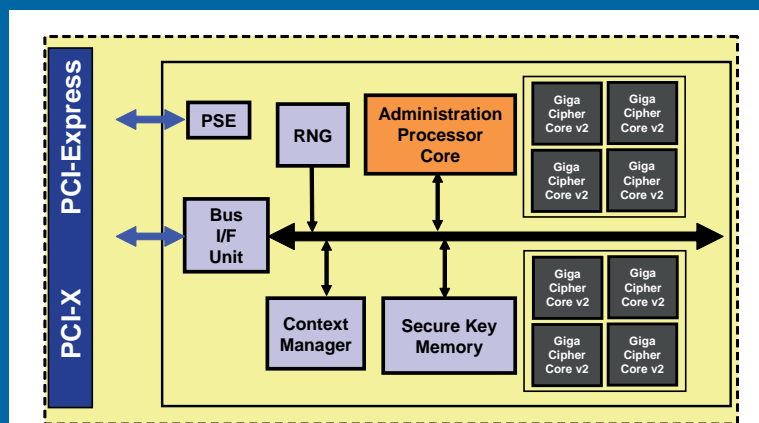 PCI-Express
PCI-X
PSE
RNG
Administration
Processor
Core
Bus
I/F
Unit
Context
Manager
Secure Key
Memory
Giga
Cipher
Core v2
Giga
Cipher
Core v2
Giga
Cipher
Core v2
Giga
Cipher
Core v2
Giga
Cipher
Core v2
Giga
Cipher
Core v2
Giga
Cipher
Core v2
Giga
Cipher
Core v2